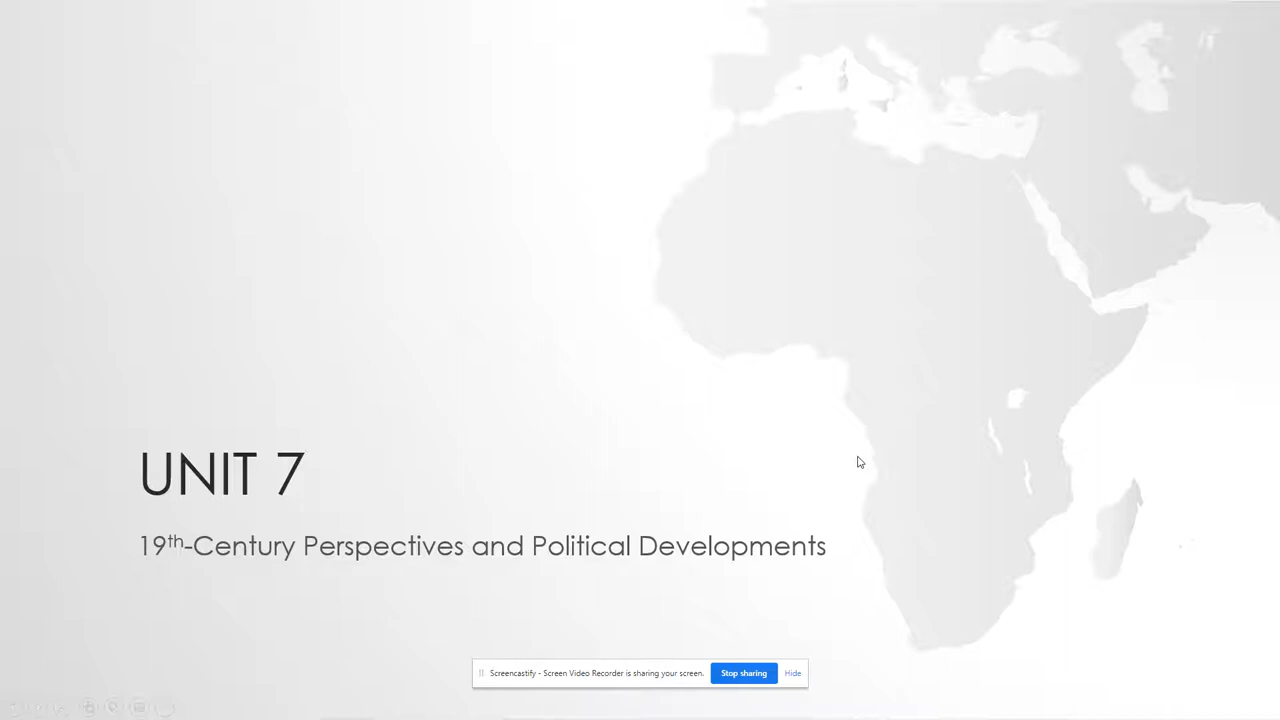 UNIT 7
19th-Century Perspectives and Political Developments
Screencastify - Screen Video Recorder is sharing your screen. Stop sharing Hide